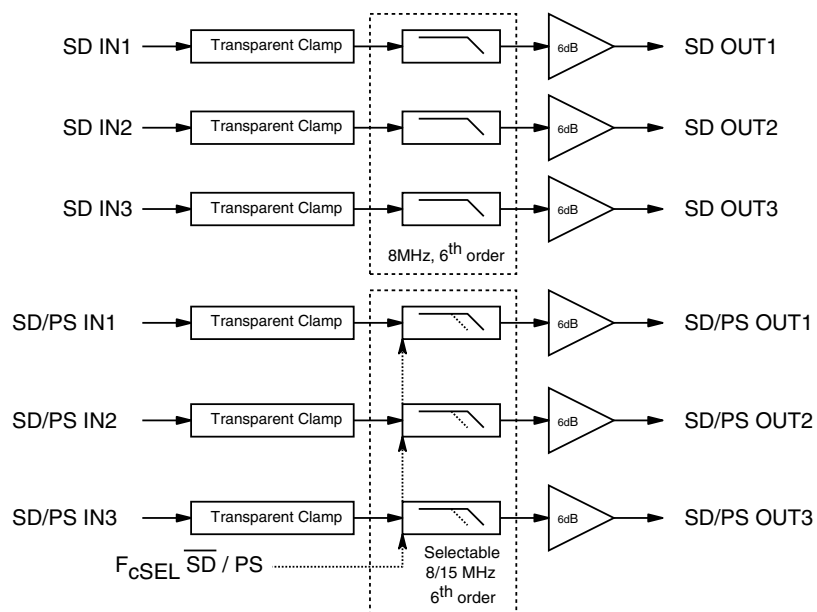 SD IN1 Transparent Clamp 6dB SD OUT1
SD IN2 Transparent Clamp 6dB SD OUT2
SD IN3 Transparent Clamp 6dB SD OUT3
8MHz, 6th order
SD/PS IN1 Transparent Clamp 6dB SD/PS OUT1
SD/PS IN2 Transparent Clamp 6dB SD/PS OUT2
SD/PS IN3 Transparent Clamp 6dB SD/PS OUT3
FcSEL SD / PS
Selectable
8/15 MHz
6th order